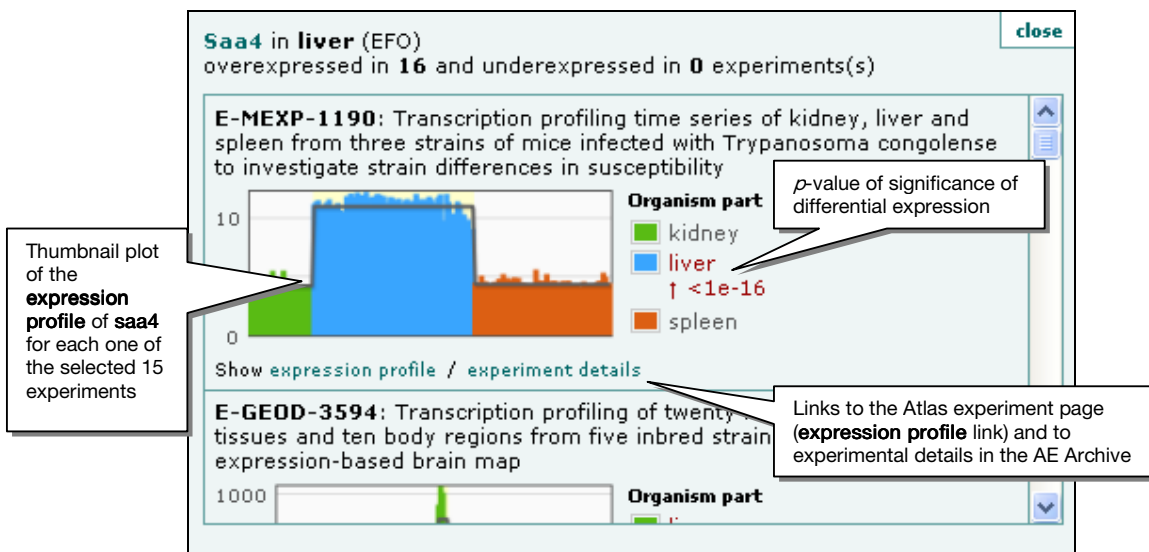 close
Saa4 in liver (EFO)
overexpressed in 16 and underexpressed in 0 experiments(s)
E-MEXP-1190: Transcription profiling time series of kidney, liver and
spleen from three strains of mice infected with Trypanosoma congolense
to investigate strain differences in susceptibility
10
0
Organism part
kidney
liver
↑ <1e-16
spleen
p-value of significance of
differential expression
Thumbnail plot
of the
expression
profile of saa4
for each one of
the selected 15
experiments
Show expression profile / experiment details
Links to the Atlas experiment page
(expression profile link) and to
experimental details in the AE Archive
E-GEOD-3594: Transcription profiling of twenty
tissues and ten body regions from five inbred strain
expression-based brain map
1000
Organism part